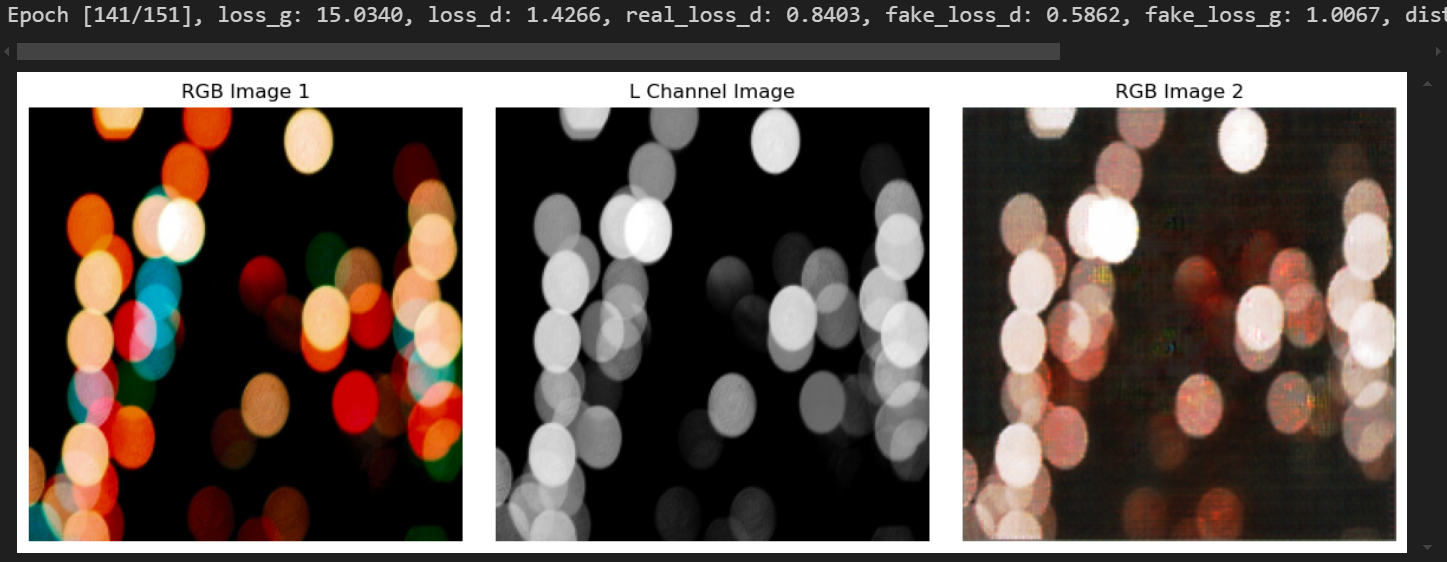 Epoch [141/151], loss_g: 15.0340, loss_d: 1.4266, real_loss_d: 0.8403, fake_loss_d: 0.5862, fake_loss_g: 1.0067, dist
RGB Image 1
L Channel Image
RGB Image 2